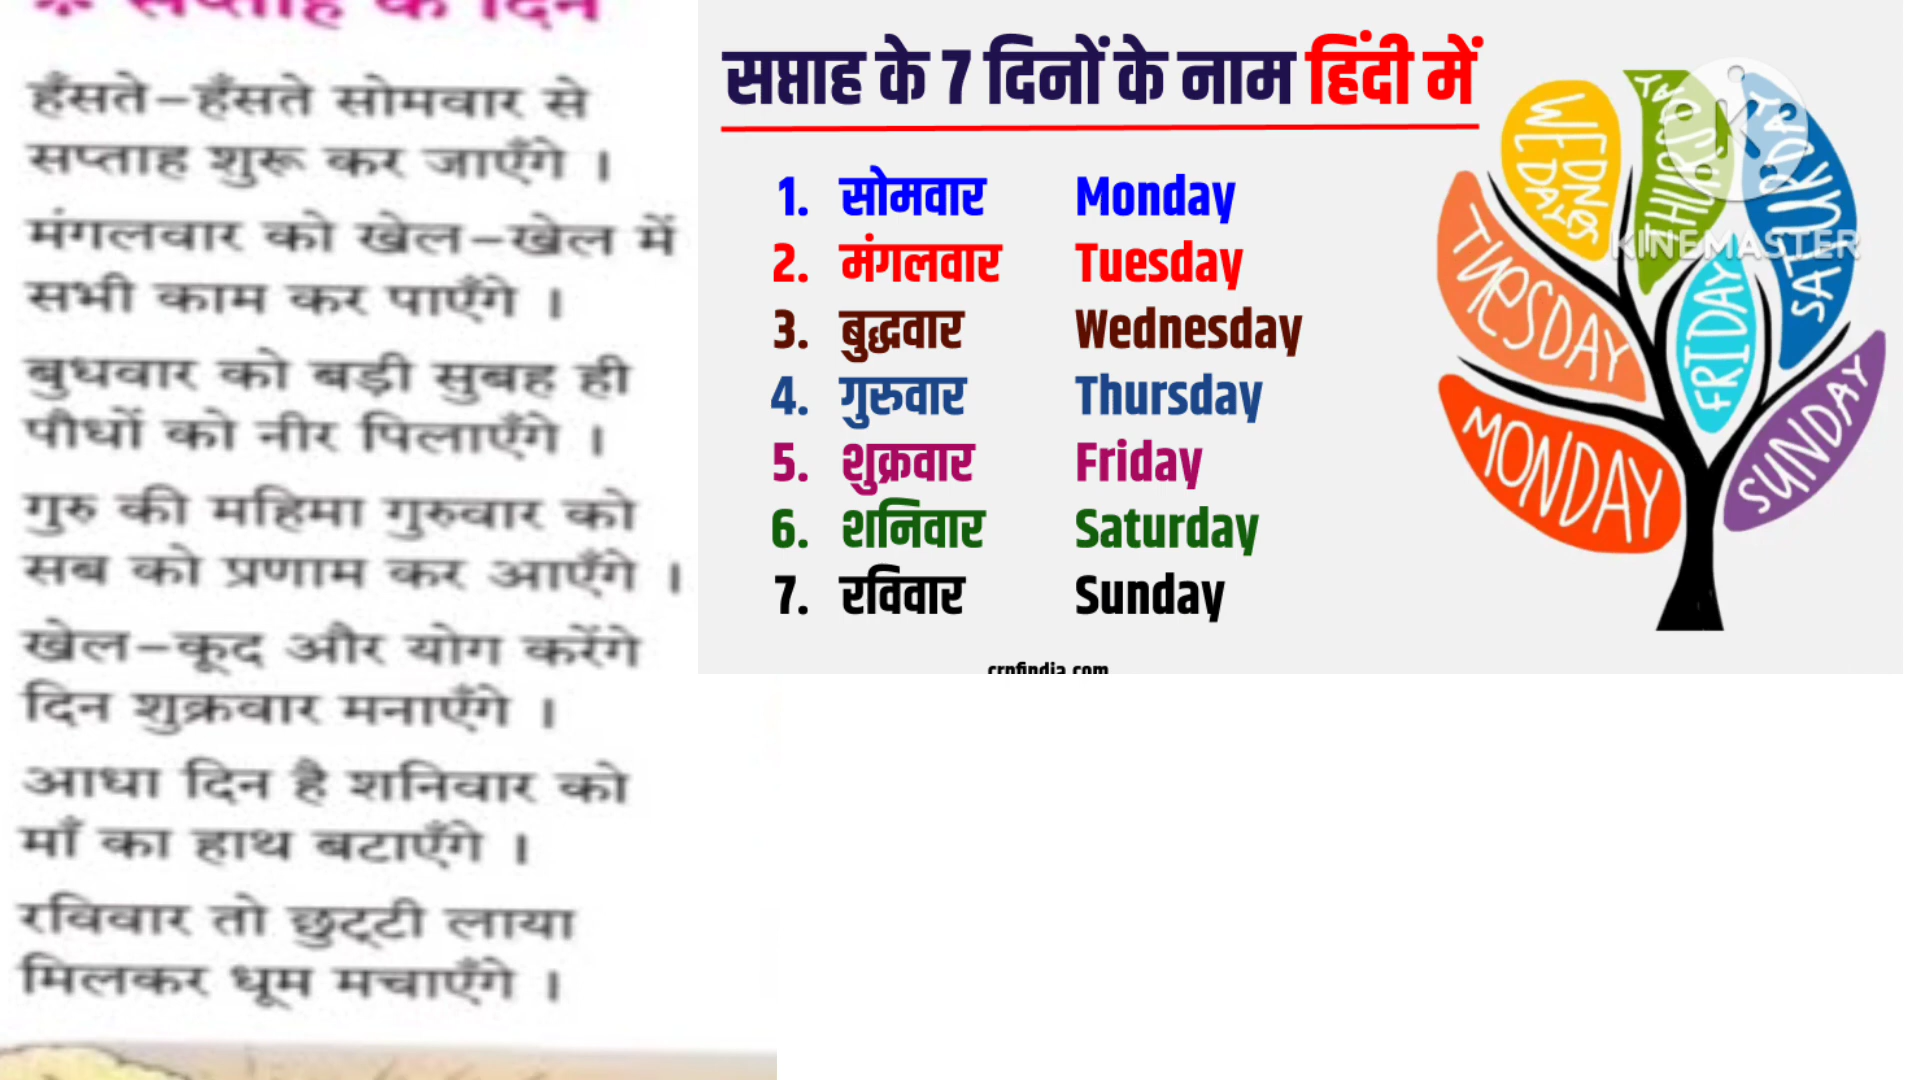 * सप्ताह के दिन
हँसते-हँसते सोमवार से
सप्ताह शुरू कर जाएँगे ।
मंगलवार को खेल-खेल में
सभी काम कर पाएँगे ।
बुधवार को बड़ी सुबह ही
पौधों को नीर पिलाएँगे ।
गुरु की महिमा गुरुवार को
सब को प्रणाम कर आएँगे ।
खेल-कूद और योग करेंगे
दिन शुक्रवार मनाएँगे ।
आधा दिन है शनिवार को
माँ का हाथ बटाएँगे ।
रविवार तो छुट्टी लाया
मिलकर धूम मचाएँगे ।
सप्ताह के 7 दिनों के नाम हिंदी में
1. सोमवार Monday
2. मंगलवार Tuesday
3. बुद्धवार Wednesday
4. गुरुवार Thursday
5. शुक्रवार Friday
6. शनिवार Saturday
7. रविवार Sunday
crpfindia.com
MONDAY
TUESDAY
WEDNES
DAY
THURSDAY
FRIDAY
SATURDAY
SUNDAY
K
KINEMASTER